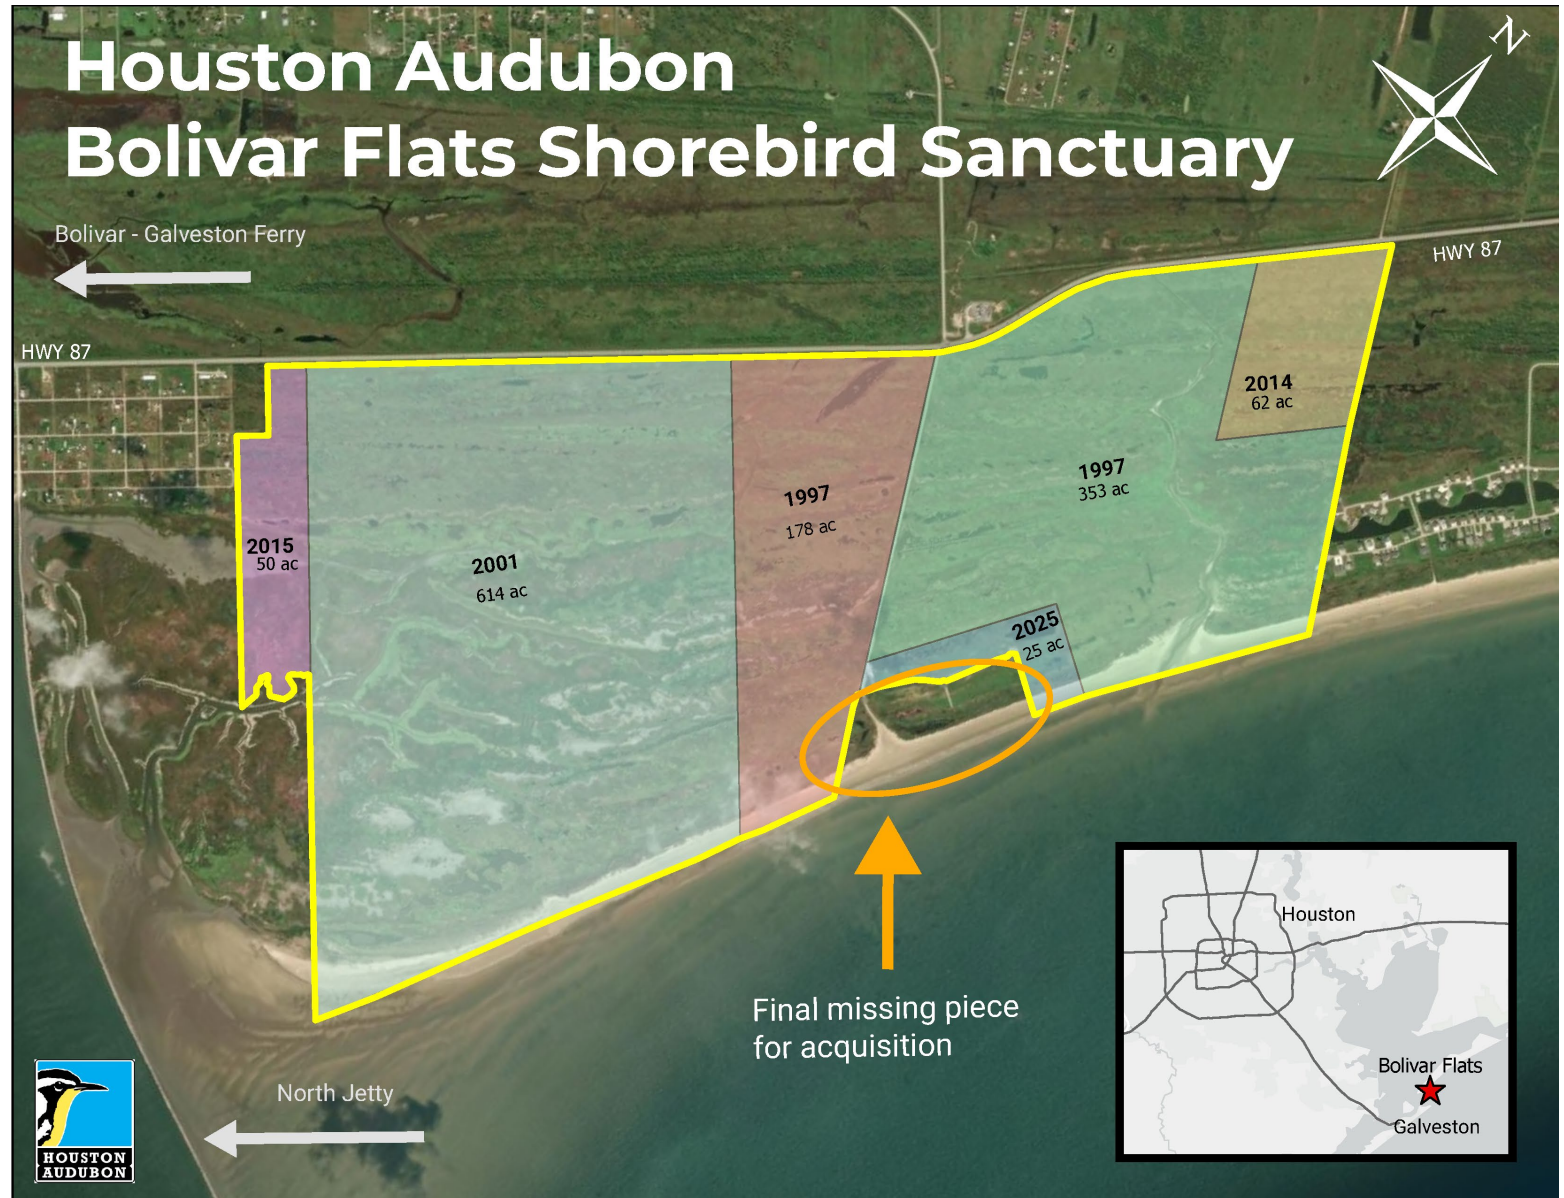 Houston Audubon
Bolivar Flats Shorebird Sanctuary
N
Bolivar - Galveston Ferry
HWY 87
HWY 87
2014
62 ac
1997
353 ac
1997
178 ac
2015
50 ac
2001
614 ac
2025
25 ac
Final missing piece
for acquisition
Houston
Bolivar Flats
Galveston
North Jetty
HOUSTON
AUDUBON